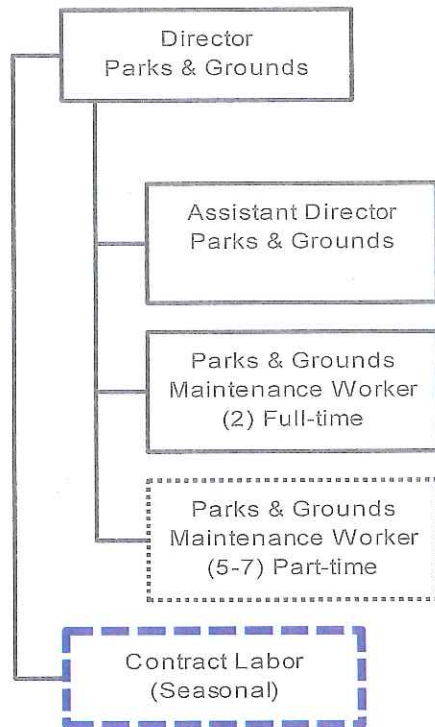 Director
Parks & Grounds
Assistant Director
Parks & Grounds
Parks & Grounds
Maintenance Worker
(2) Full-time
Parks & Grounds
Maintenance Worker
(5-7) Part-time
Contract Labor
(Seasonal)